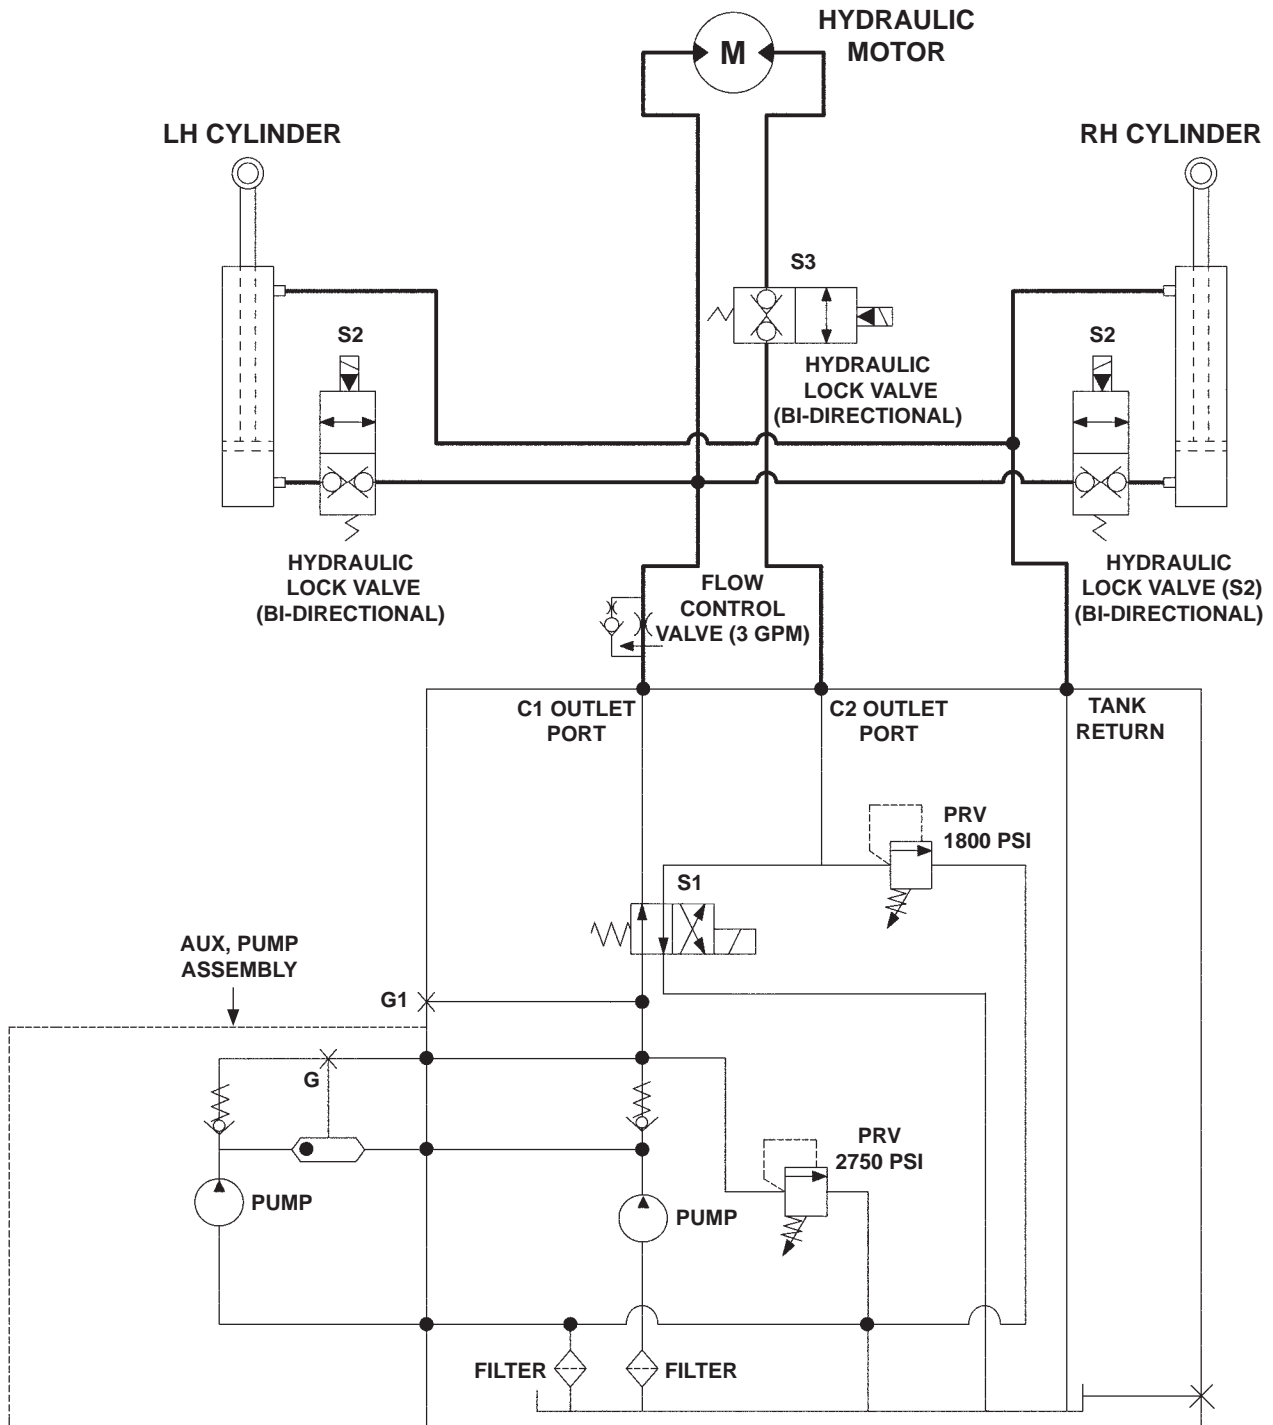 HYDRAULIC
MOTOR
M
LH CYLINDER
RH CYLINDER
S3
S2
S2
HYDRAULIC
LOCK VALVE
(BI-DIRECTIONAL)
HYDRAULIC
LOCK VALVE
(BI-DIRECTIONAL)
FLOW
CONTROL
VALVE (3 GPM)
HYDRAULIC
LOCK VALVE (S2)
(BI-DIRECTIONAL)
C1 OUTLET
PORT
C2 OUTLET
PORT
TANK
RETURN
PRV
1800 PSI
S1
AUX, PUMP
ASSEMBLY
G1
G
PRV
2750 PSI
PUMP
PUMP
FILTER
FILTER